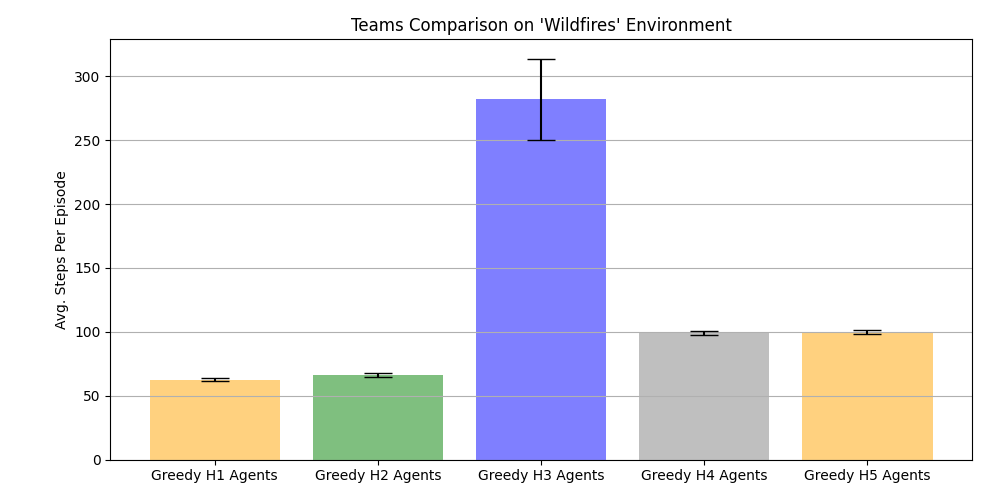 Teams Comparison on 'Wildfires' Environment
Avg. Steps Per Episode
300
250
200
150
100
50
0
Greedy H1 Agents Greedy H2 Agents Greedy H3 Agents Greedy H4 Agents Greedy H5 Agents